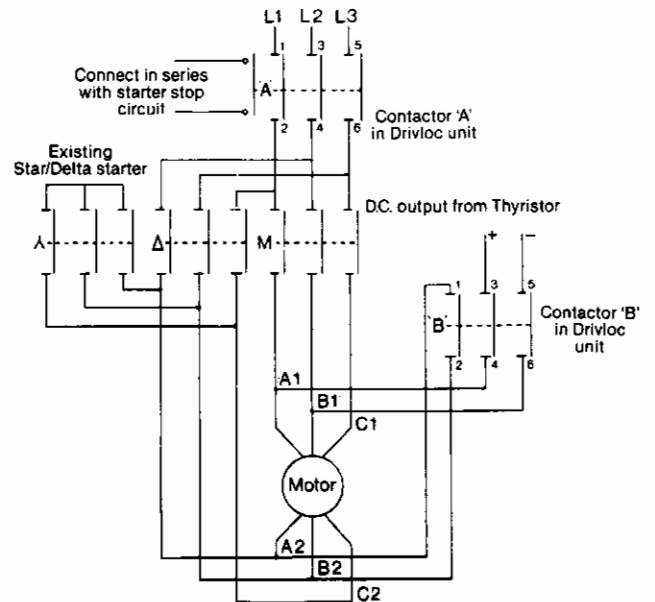 L1 L2 L3
1 3 5
Connect in series
with starter stop
circuit
'A'
2 4 6
Contactor 'A'
in Drivloc unit
Existing
Star/Delta starter
D.C. output from Thyristor
⅄ Δ M
+ −
1 3 5
'B'
Contactor 'B'
in Drivloc
unit
2 4 6
A1
B1
C1
Motor
A2
B2
C2